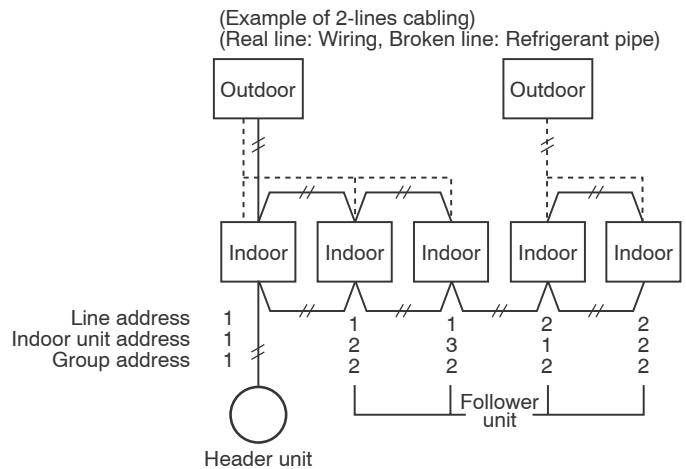 (Example of 2-lines cabling)
(Real line: Wiring, Broken line: Refrigerant pipe)
Outdoor Outdoor
Indoor Indoor Indoor Indoor Indoor
Line address 1 1 1 2 2
Indoor unit address 1 2 3 1 2
Group address 1 2 2 2 2
Follower
unit
Header unit